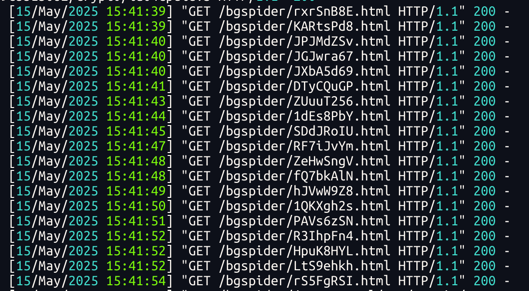 [15/May/2025 15:41:39] "GET /bgspider/rxrSnB8E.html HTTP/1.1" 200 -
[15/May/2025 15:41:39] "GET /bgspider/KARtsPd8.html HTTP/1.1" 200 -
[15/May/2025 15:41:40] "GET /bgspider/JPJMdZSv.html HTTP/1.1" 200 -
[15/May/2025 15:41:40] "GET /bgspider/JGJwra67.html HTTP/1.1" 200 -
[15/May/2025 15:41:40] "GET /bgspider/JXbA5d69.html HTTP/1.1" 200 -
[15/May/2025 15:41:41] "GET /bgspider/DTyCQuGP.html HTTP/1.1" 200 -
[15/May/2025 15:41:43] "GET /bgspider/ZUuuT256.html HTTP/1.1" 200 -
[15/May/2025 15:41:44] "GET /bgspider/1dEs8PbY.html HTTP/1.1" 200 -
[15/May/2025 15:41:45] "GET /bgspider/SDdJRoIU.html HTTP/1.1" 200 -
[15/May/2025 15:41:47] "GET /bgspider/RF7iJvYm.html HTTP/1.1" 200 -
[15/May/2025 15:41:48] "GET /bgspider/ZeHwSngV.html HTTP/1.1" 200 -
[15/May/2025 15:41:48] "GET /bgspider/fQ7bkAlN.html HTTP/1.1" 200 -
[15/May/2025 15:41:49] "GET /bgspider/hJVwW9Z8.html HTTP/1.1" 200 -
[15/May/2025 15:41:50] "GET /bgspider/1QKXgh2s.html HTTP/1.1" 200 -
[15/May/2025 15:41:51] "GET /bgspider/PAVs6zSN.html HTTP/1.1" 200 -
[15/May/2025 15:41:52] "GET /bgspider/R3IhpFn4.html HTTP/1.1" 200 -
[15/May/2025 15:41:52] "GET /bgspider/HpuK8HYL.html HTTP/1.1" 200 -
[15/May/2025 15:41:52] "GET /bgspider/LtS9ehkh.html HTTP/1.1" 200 -
[15/May/2025 15:41:54] "GET /bgspider/rS5FgRSI.html HTTP/1.1" 200 -